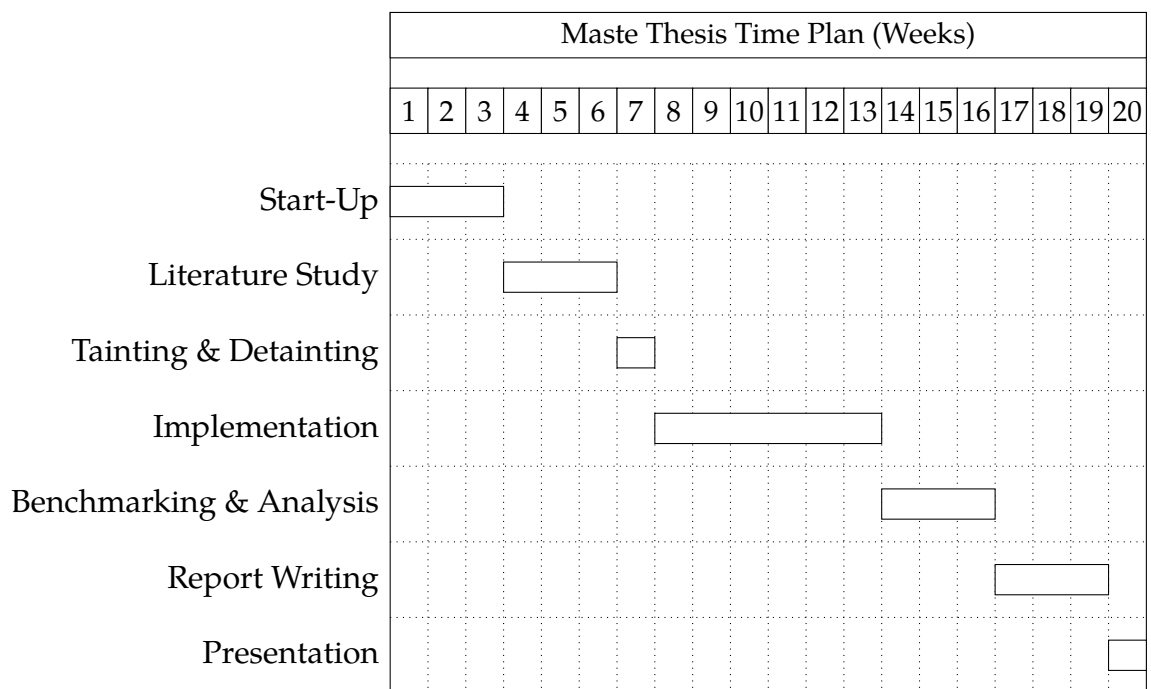 Maste Thesis Time Plan (Weeks)
1 2 3 4 5 6 7 8 9 10 11 12 13 14 15 16 17 18 19 20
Start-Up
Literature Study
Tainting & Detainting
Implementation
Benchmarking & Analysis
Report Writing
Presentation